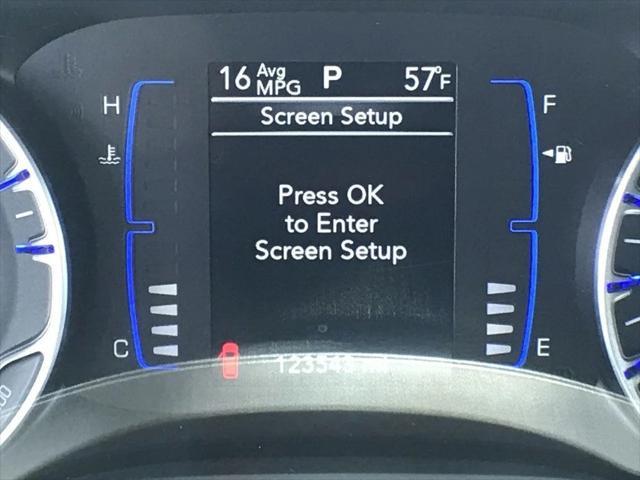 16 Avg MPG P 57°F
Screen Setup
H F
Press OK
to Enter
Screen Setup
C E